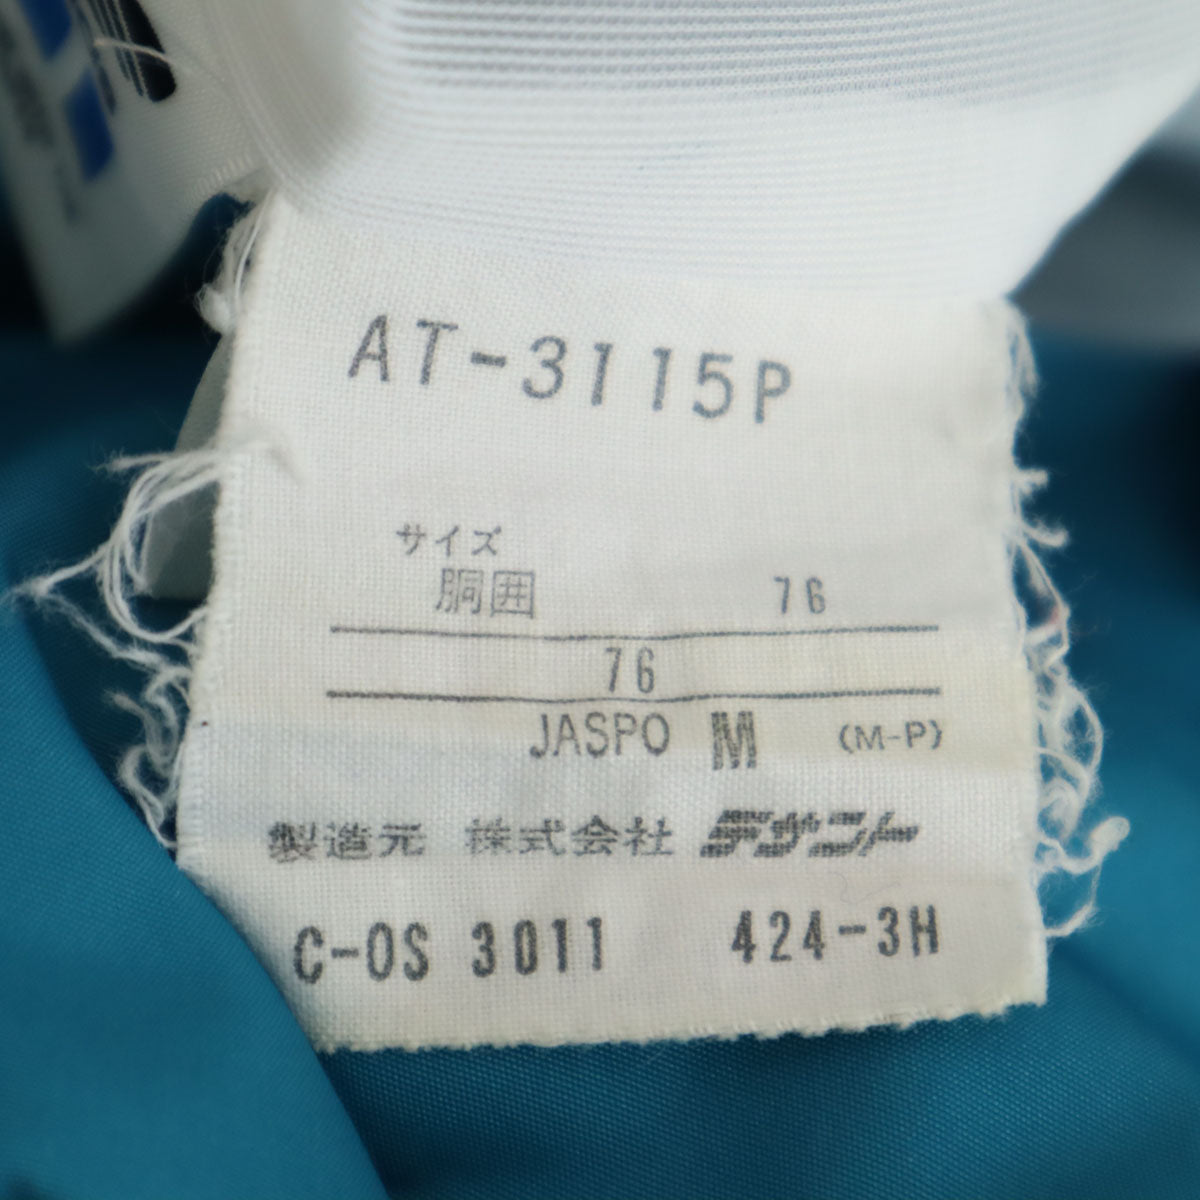 AT-3115P
サイズ
胴囲 76
76
JASPO M (M-P)
製造元 株式会社 デサント
C-OS 3011 424-3H